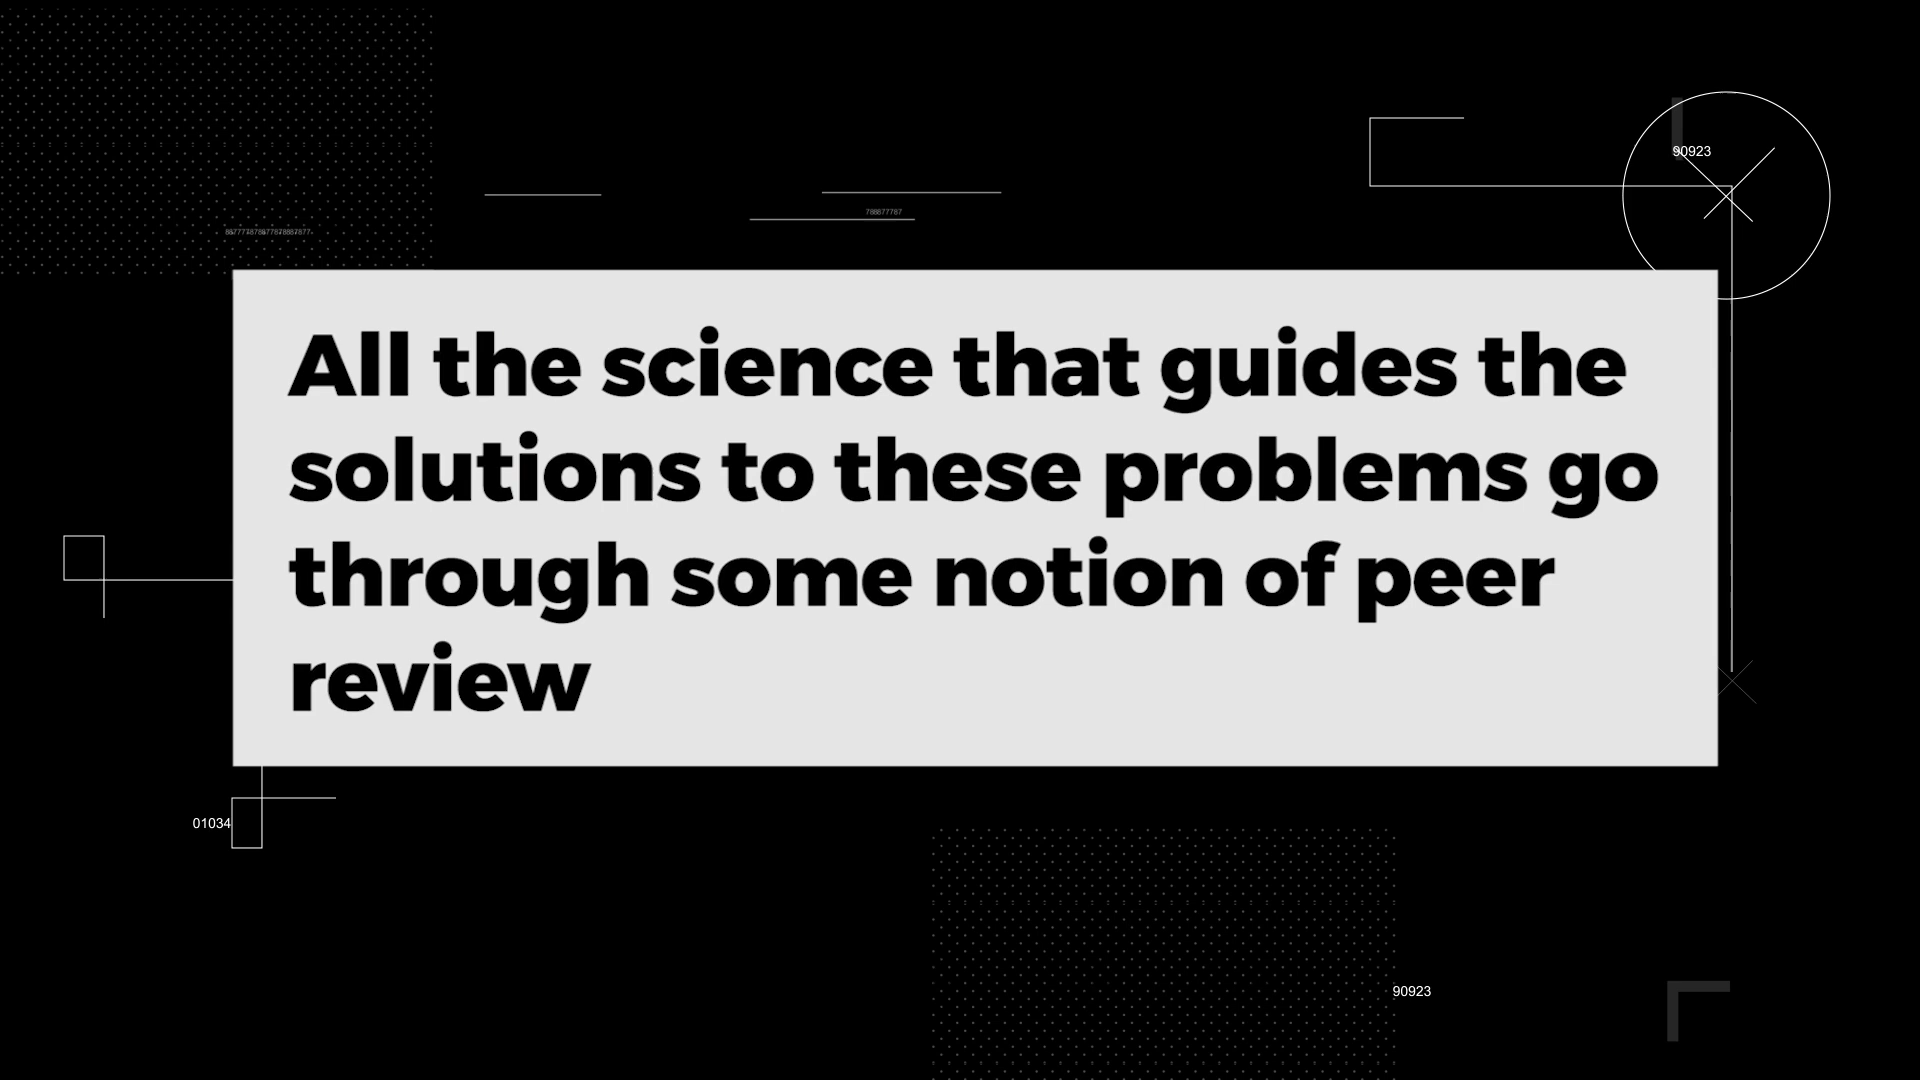 90923
788877787
All the science that guides the
solutions to these problems go
through some notion of peer
review
01034
90923